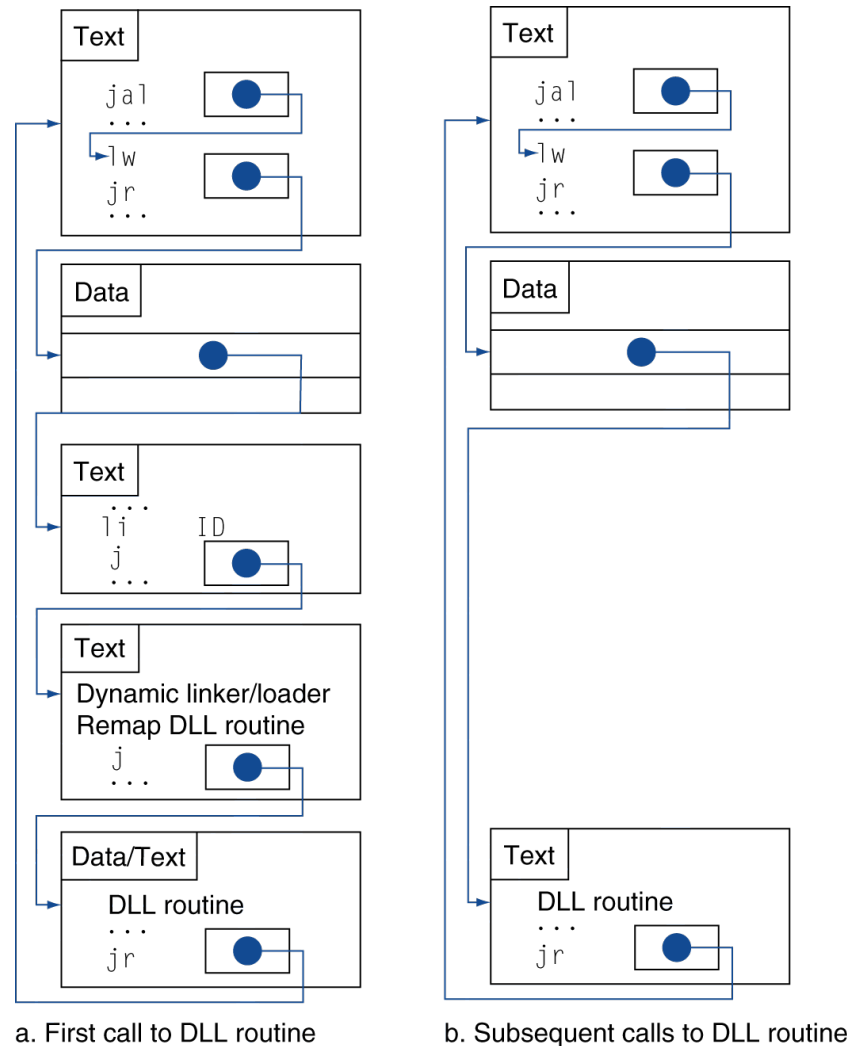 Text
jal
...
lw
jr
...
Data
Text
...
li ID
j
...
Text
Dynamic linker/loader
Remap DLL routine
j
...
Data/Text
DLL routine
...
jr
a. First call to DLL routine
Text
jal
...
lw
jr
...
Data
Text
DLL routine
...
jr
b. Subsequent calls to DLL routine